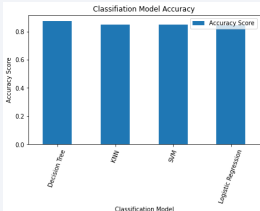 Classifiation Model Accuracy
Accuracy Score
Accuracy Score
0.8
0.6
0.4
0.2
0.0
Decision Tree
KNN
SVM
Logistic Regression
Classification Model